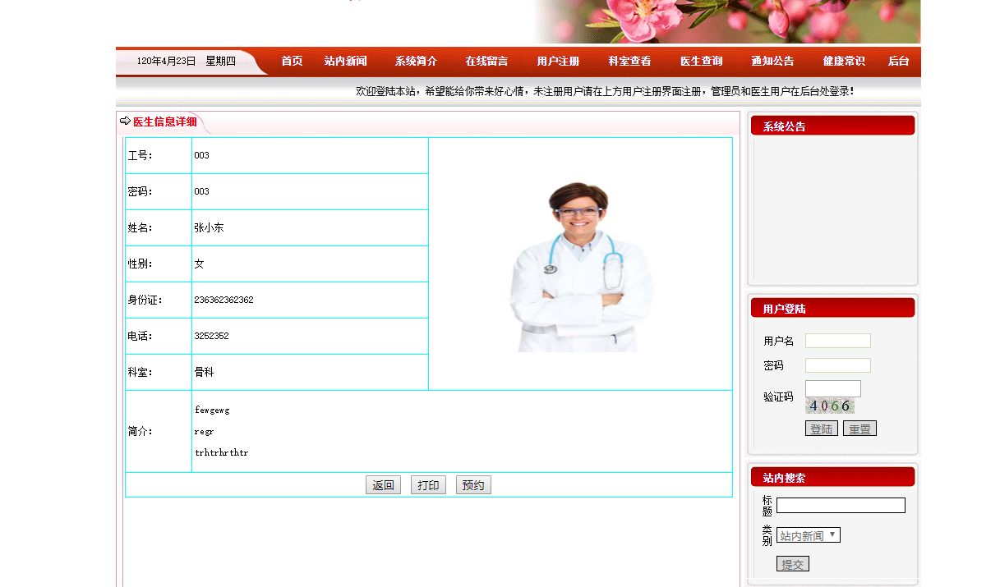 120年4月23日 星期四
首页 站内新闻 系统简介 在线留言 用户注册 科室查看 医生查询 通知公告 健康常识 后台
欢迎登陆本站，希望能给你带来好心情，未注册用户请在上方用户注册界面注册，管理员和医生用户在后台处登录!
医生信息详细
工号： 003
密码： 003
姓名： 张小东
性别： 女
身份证： 236362362362
电话： 3252352
科室： 骨科
简介：
fewgewg
regr
trhtrhrthtr
返回 打印 预约
系统公告
用户登陆
用户名
密码
验证码
4066
登陆 重置
站内搜索
标题
类别 站内新闻
提交